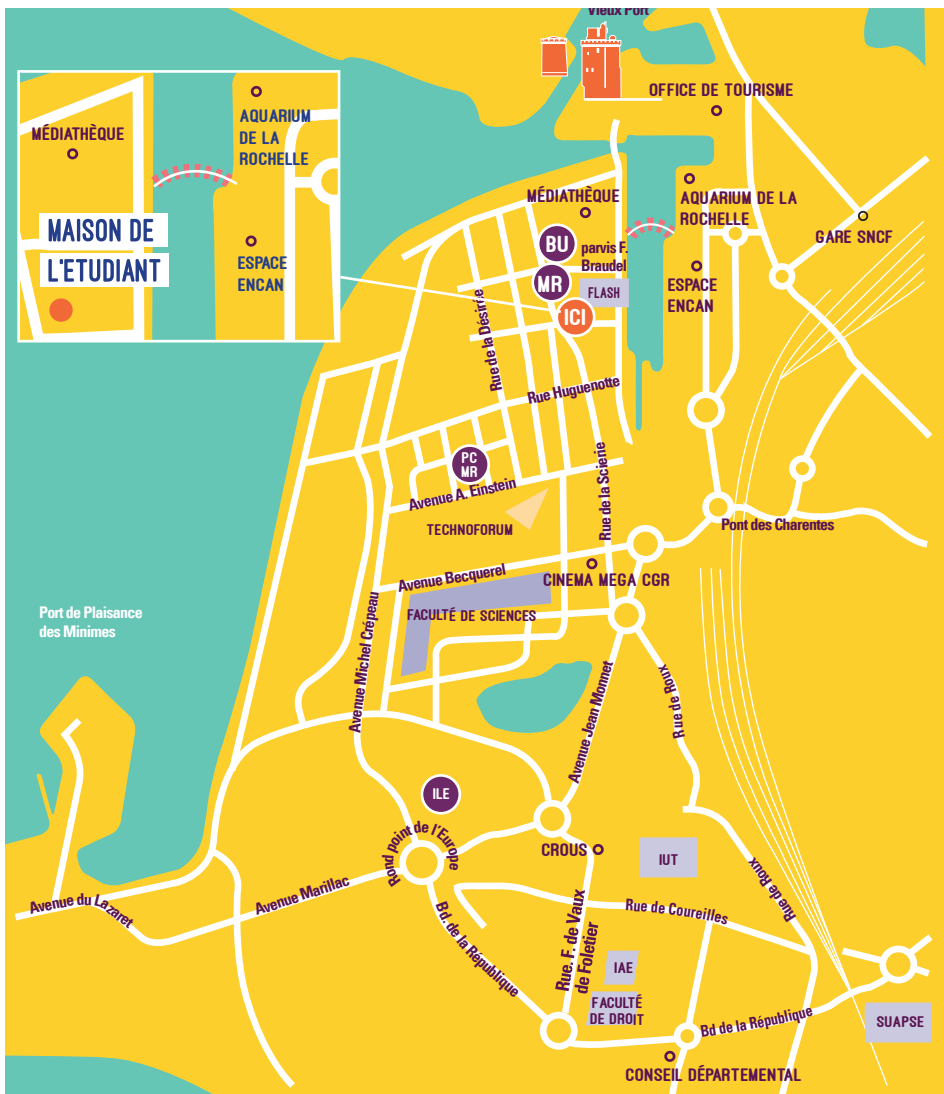 Vieux Port
OFFICE DE TOURISME
MÉDIATHÈQUE
AQUARIUM
DE LA
ROCHELLE
MAISON DE
L'ETUDIANT
ESPACE
ENCAN
MÉDIATHÈQUE
AQUARIUM DE LA
ROCHELLE
GARE SNCF
BU
parvis F.
Braudel
MR
FLASH
ESPACE
ENCAN
ICI
Rue de la Désirée
Rue Huguenotte
PC
MR
Avenue A. Einstein
Rue de la Scierie
TECHNOFORUM
Pont des Charentes
Avenue Becquerel
CINEMA MEGA CGR
Port de Plaisance
des Minimes
FACULTÉ DE SCIENCES
Avenue Michel Crépeau
Avenue Jean Monnet
Rue de Roux
ILE
Rond point de l'Europe
CROUS
IUT
Rue de Roux
Avenue du Lazaret
Avenue Marillac
Bd. de la République
Rue. F. de Vaux
de Foletier
Rue de Coureilles
IAE
FACULTÉ
DE DROIT
Bd de la République
SUAPSE
CONSEIL DÉPARTEMENTAL